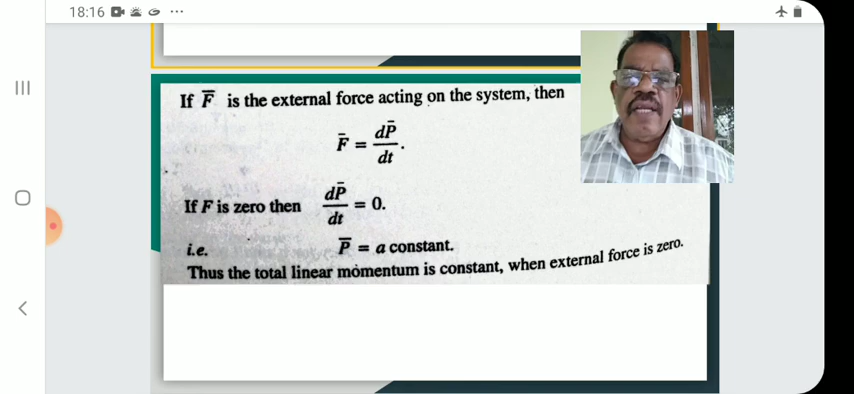 18:16
If F̅ is the external force acting on the system, then
F̄ = dP̄/dt.
If F is zero then dP̄/dt = 0.
i.e. P̅ = a constant.
Thus the total linear momentum is constant, when external force is zero.